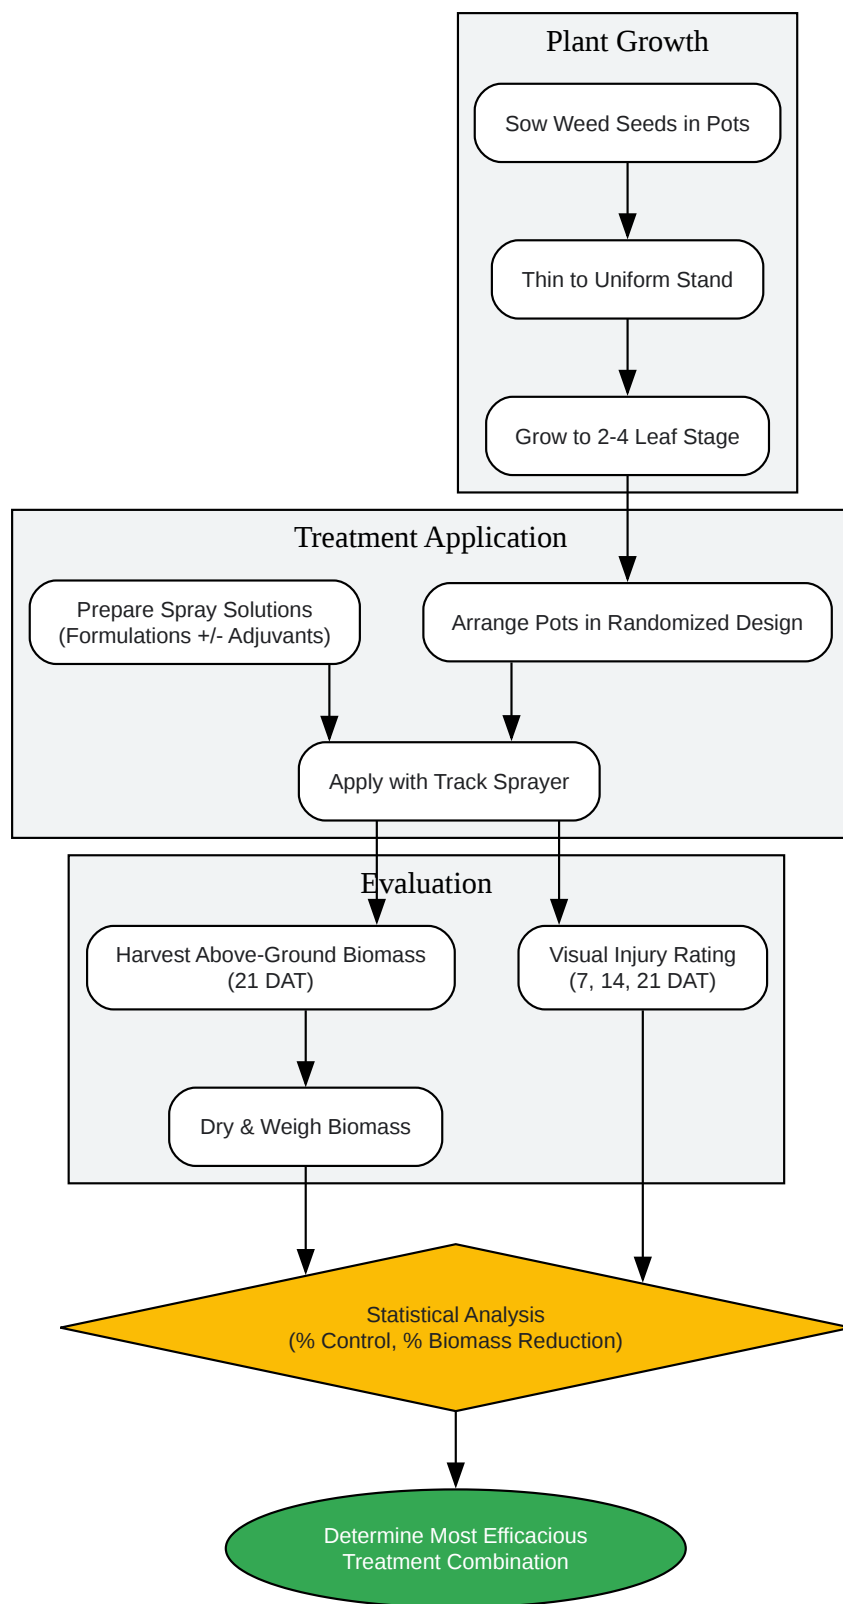 Plant Growth
Sow Weed Seeds in Pots
Thin to Uniform Stand
Grow to 2-4 Leaf Stage
Treatment Application
Prepare Spray Solutions
(Formulations +/- Adjuvants)
Arrange Pots in Randomized Design
Apply with Track Sprayer
Evaluation
Harvest Above-Ground Biomass
(21 DAT)
Visual Injury Rating
(7, 14, 21 DAT)
Dry & Weigh Biomass
Statistical Analysis
(% Control, % Biomass Reduction)
Determine Most Efficacious
Treatment Combination